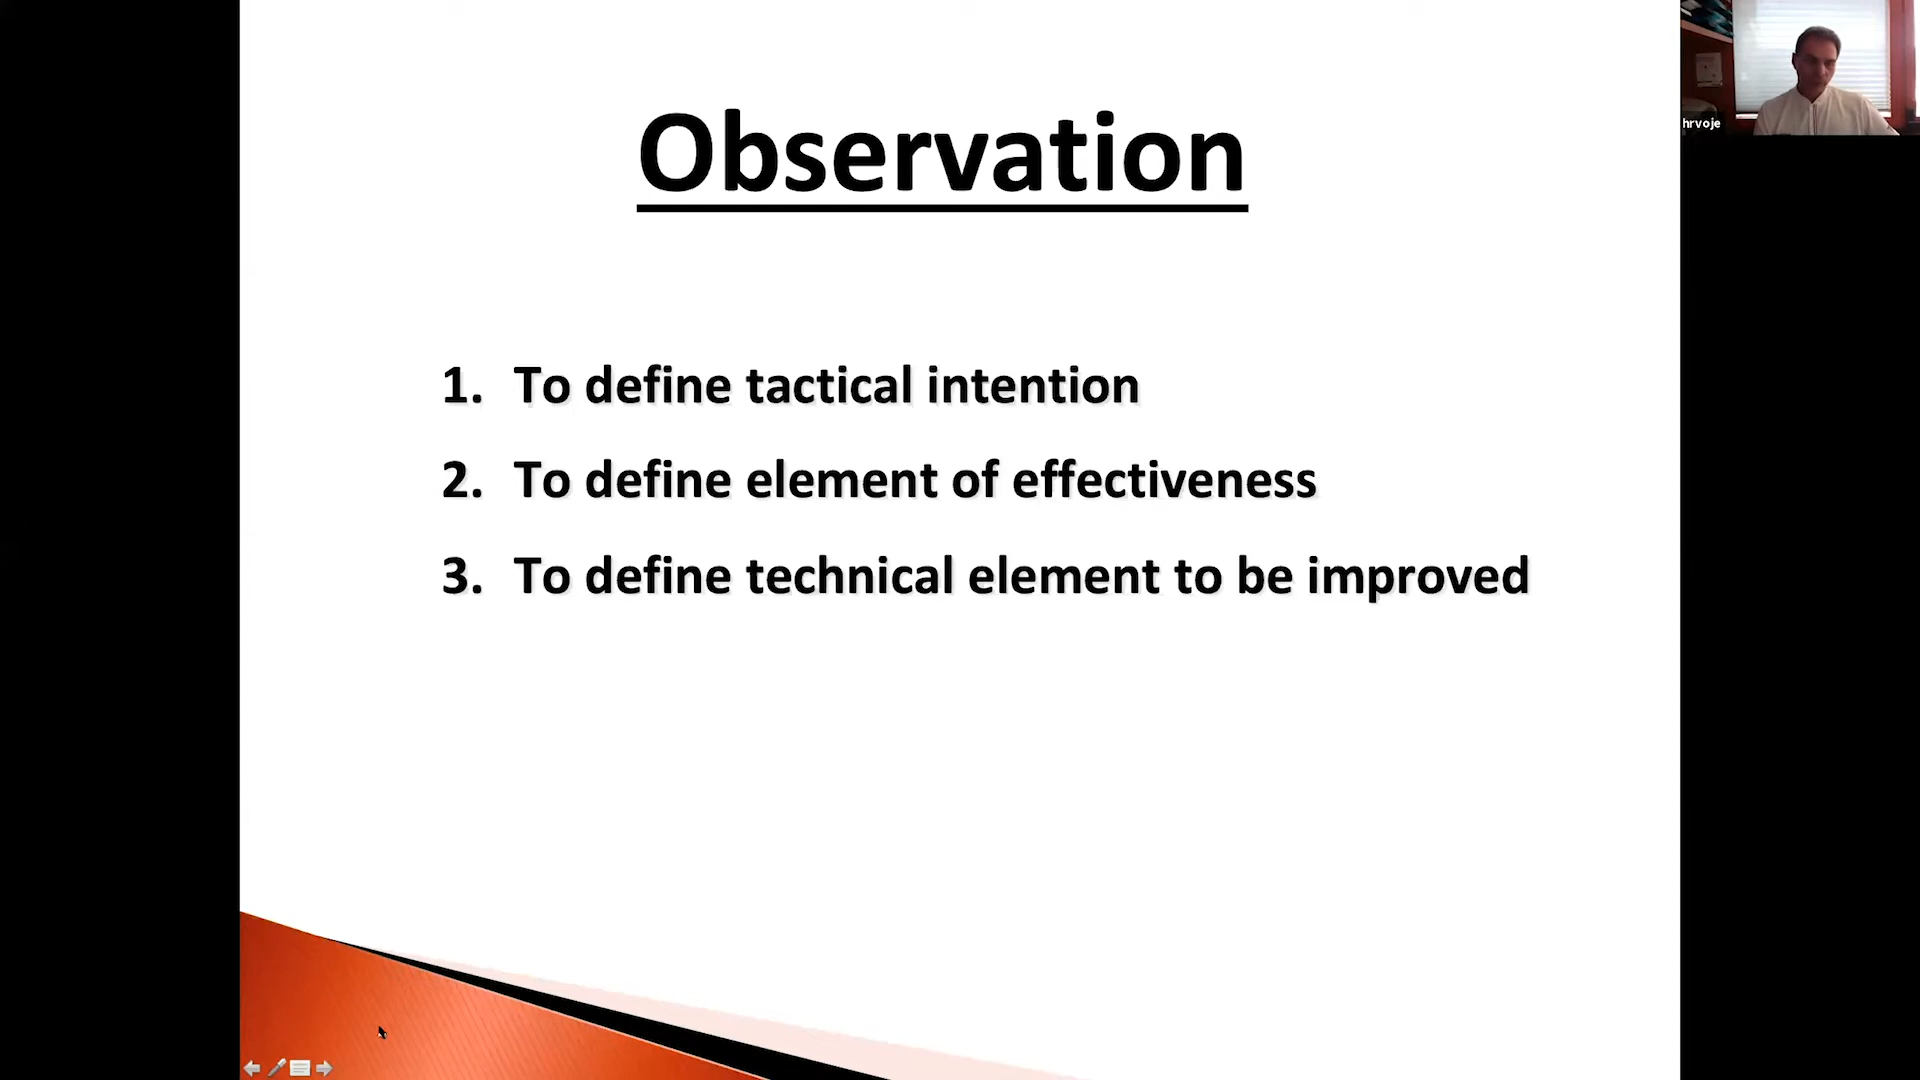 Observation
1. To define tactical intention
2. To define element of effectiveness
3. To define technical element to be improved
hrvoje